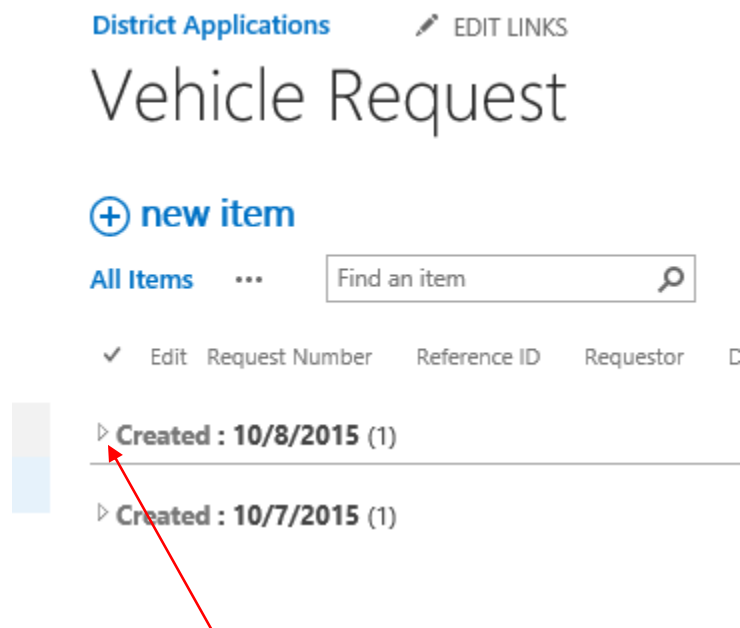 District Applications EDIT LINKS
Vehicle Request
new item
All Items ••• Find an item
Edit Request Number Reference ID Requestor D
Created : 10/8/2015 (1)
Created : 10/7/2015 (1)